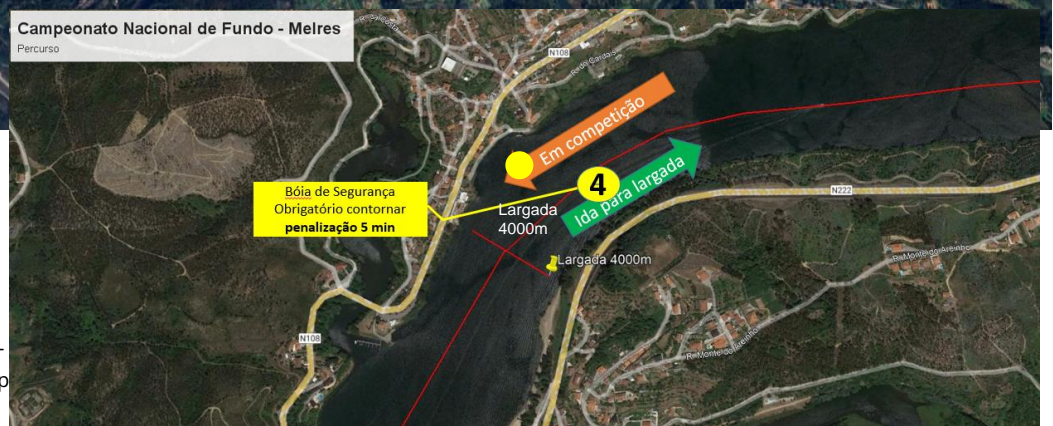 Campeonato Nacional de Fundo - Melres
Percurso
N108
Em competição
4
Ida para largada
Bóia de Segurança
Obrigatório contornar
penalização 5 min
Largada
4000m
N222
Largada 4000m
N108
p